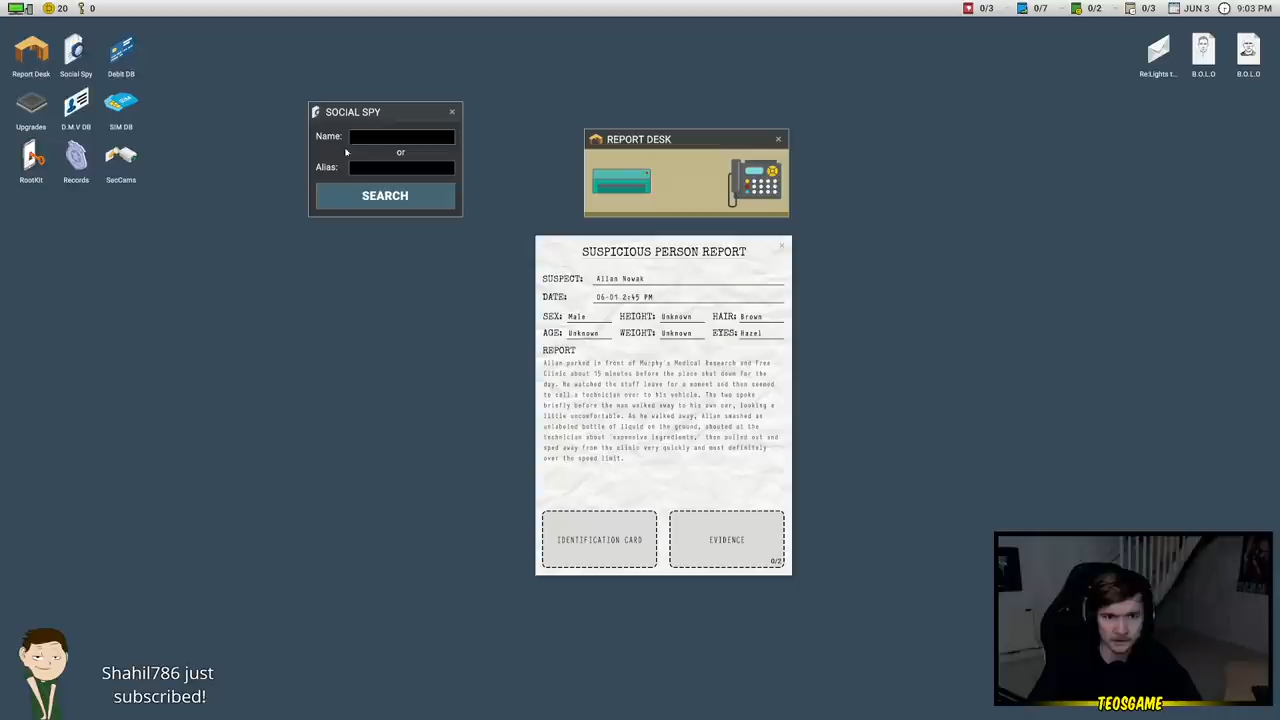 20
0
0/3
0/7
0/2
0/3
JUN 3
9:03 PM
Report Desk
Social Spy
Debit DB
Re:Lights t...
B.O.L.O
B.O.L.O
Upgrades
D.M.V DB
SIM DB
RootKit
Records
SecCams
SOCIAL SPY
Name:
or
Alias:
SEARCH
REPORT DESK
SUSPICIOUS PERSON REPORT
SUSPECT: Allan Nowak
DATE: 06-01 2:45 PM
SEX: Male HEIGHT: Unknown HAIR: Brown
AGE: Unknown WEIGHT: Unknown EYES: Hazel
REPORT
Allan parked in front of Murphy's Medical Research and Free
Clinic about 15 minutes before the place shut down for the
day. He watched the staff leave for a moment and then seemed
to call a technician over to his vehicle. The two spoke
briefly before the man walked away to his own car, looking a
little uncomfortable. As he walked away, Allan smashed an
unlabeled bottle of liquid on the ground, shouted at the
technician about 'expensive ingredients,' then pulled out and
sped away from the clinic very quickly and most definitely
over the speed limit.
IDENTIFICATION CARD
EVIDENCE
0/2
Shahil786 just
subscribed!
TEOSGAME